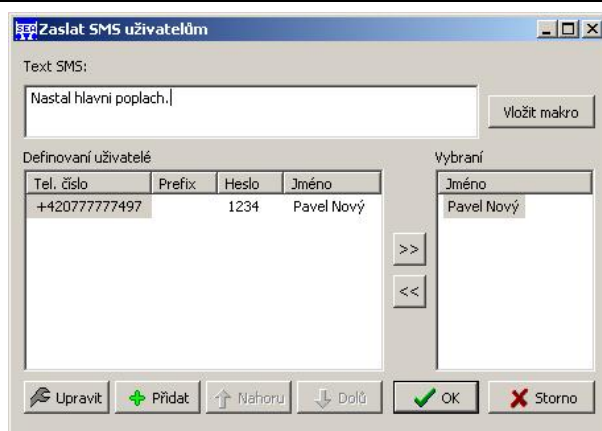 SEA Zaslat SMS uživatelům
Text SMS:
Nastal hlavni poplach.
Vložit makro
Definovaní uživatelé
Vybraní
Tel. číslo Prefix Heslo Jméno
Jméno
+420777777497 1234 Pavel Nový
Pavel Nový
>>
<<
Upravit Přidat Nahoru Dolů OK Storno